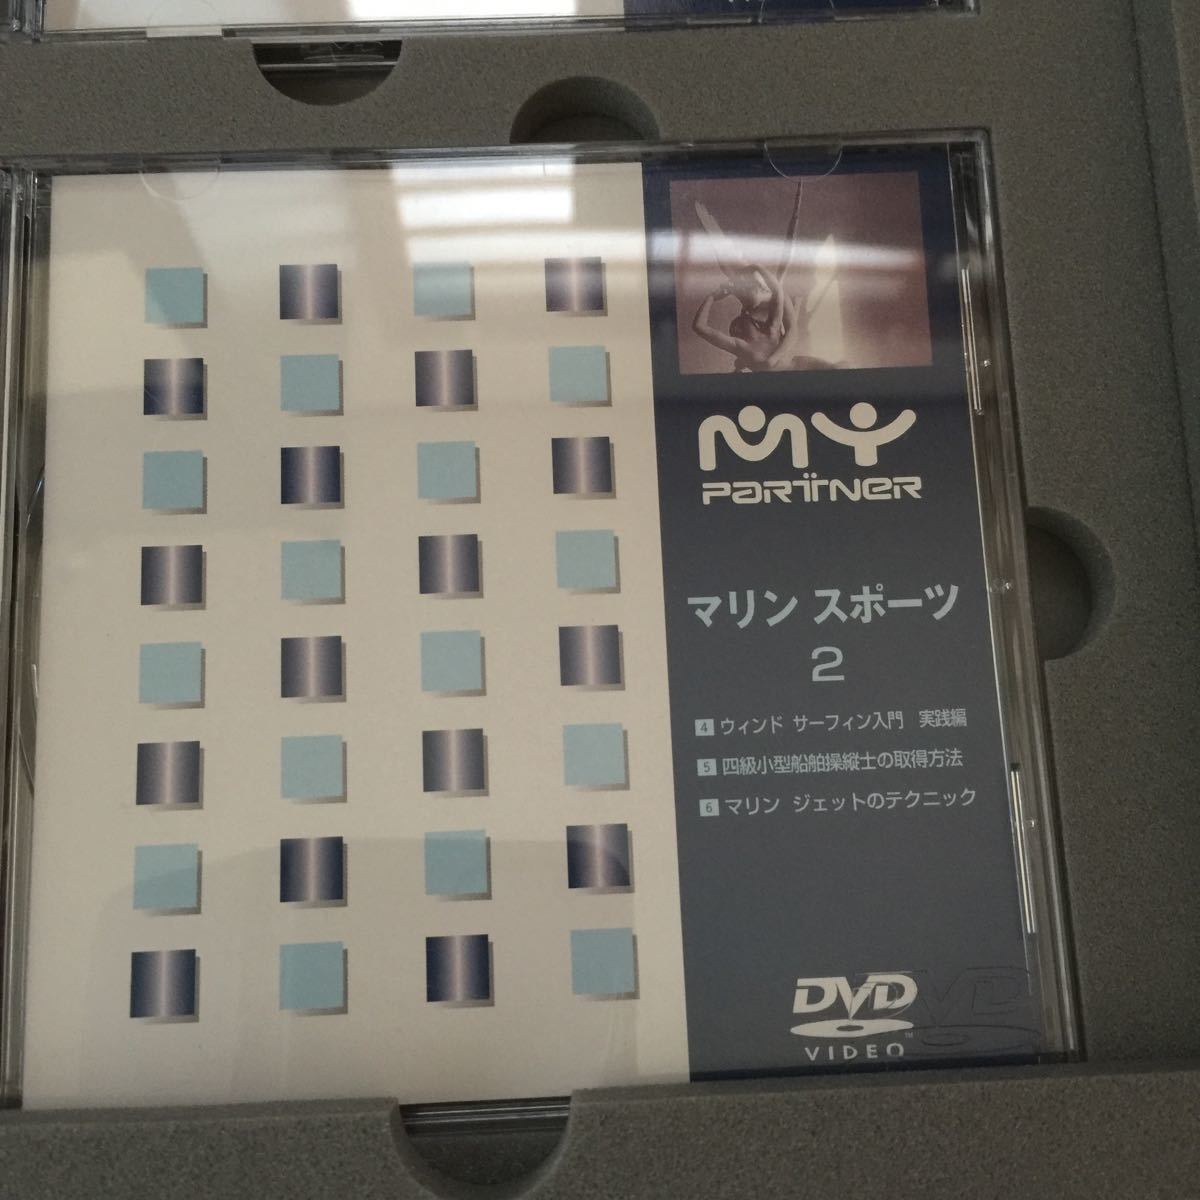 MY
PARTNER
マリン スポーツ
2
4 ウィンド サーフィン入門 実践編
5 四級小型船舶操縦士の取得方法
6 マリン ジェットのテクニック
DVD
VIDEO
DVD